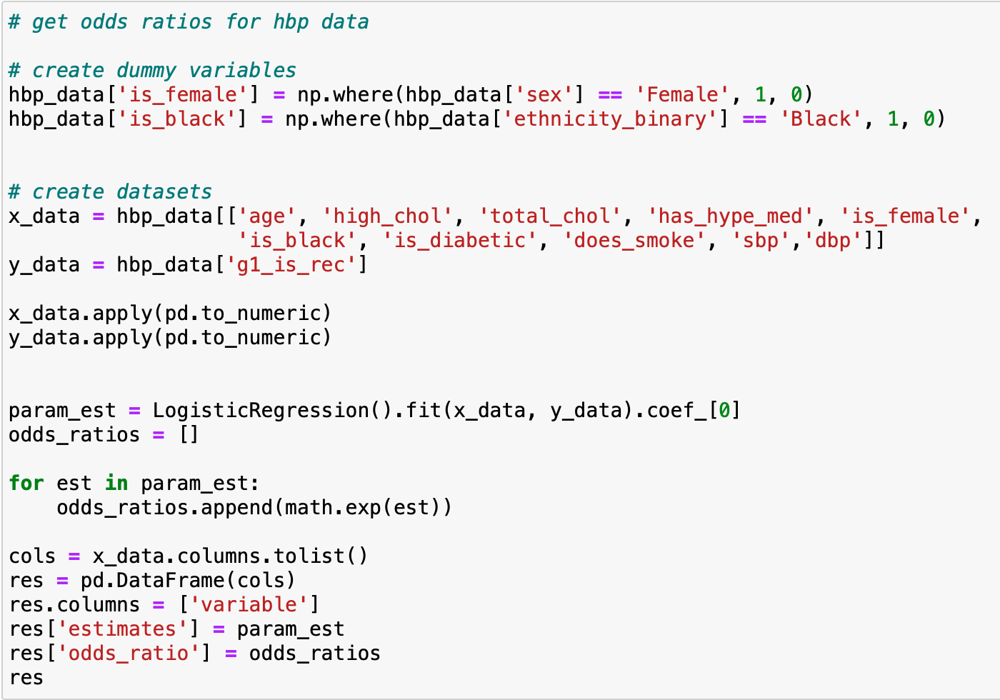 # get odds ratios for hbp data
# create dummy variables
hbp_data['is_female'] = np.where(hbp_data['sex'] == 'Female', 1, 0)
hbp_data['is_black'] = np.where(hbp_data['ethnicity_binary'] == 'Black', 1, 0)
# create datasets
x_data = hbp_data[['age', 'high_chol', 'total_chol', 'has_hype_med', 'is_female',
                   'is_black', 'is_diabetic', 'does_smoke', 'sbp','dbp']]
y_data = hbp_data['g1_is_rec']
x_data.apply(pd.to_numeric)
y_data.apply(pd.to_numeric)
param_est = LogisticRegression().fit(x_data, y_data).coef_[0]
odds_ratios = []
for est in param_est:
    odds_ratios.append(math.exp(est))
cols = x_data.columns.tolist()
res = pd.DataFrame(cols)
res.columns = ['variable']
res['estimates'] = param_est
res['odds_ratio'] = odds_ratios
res